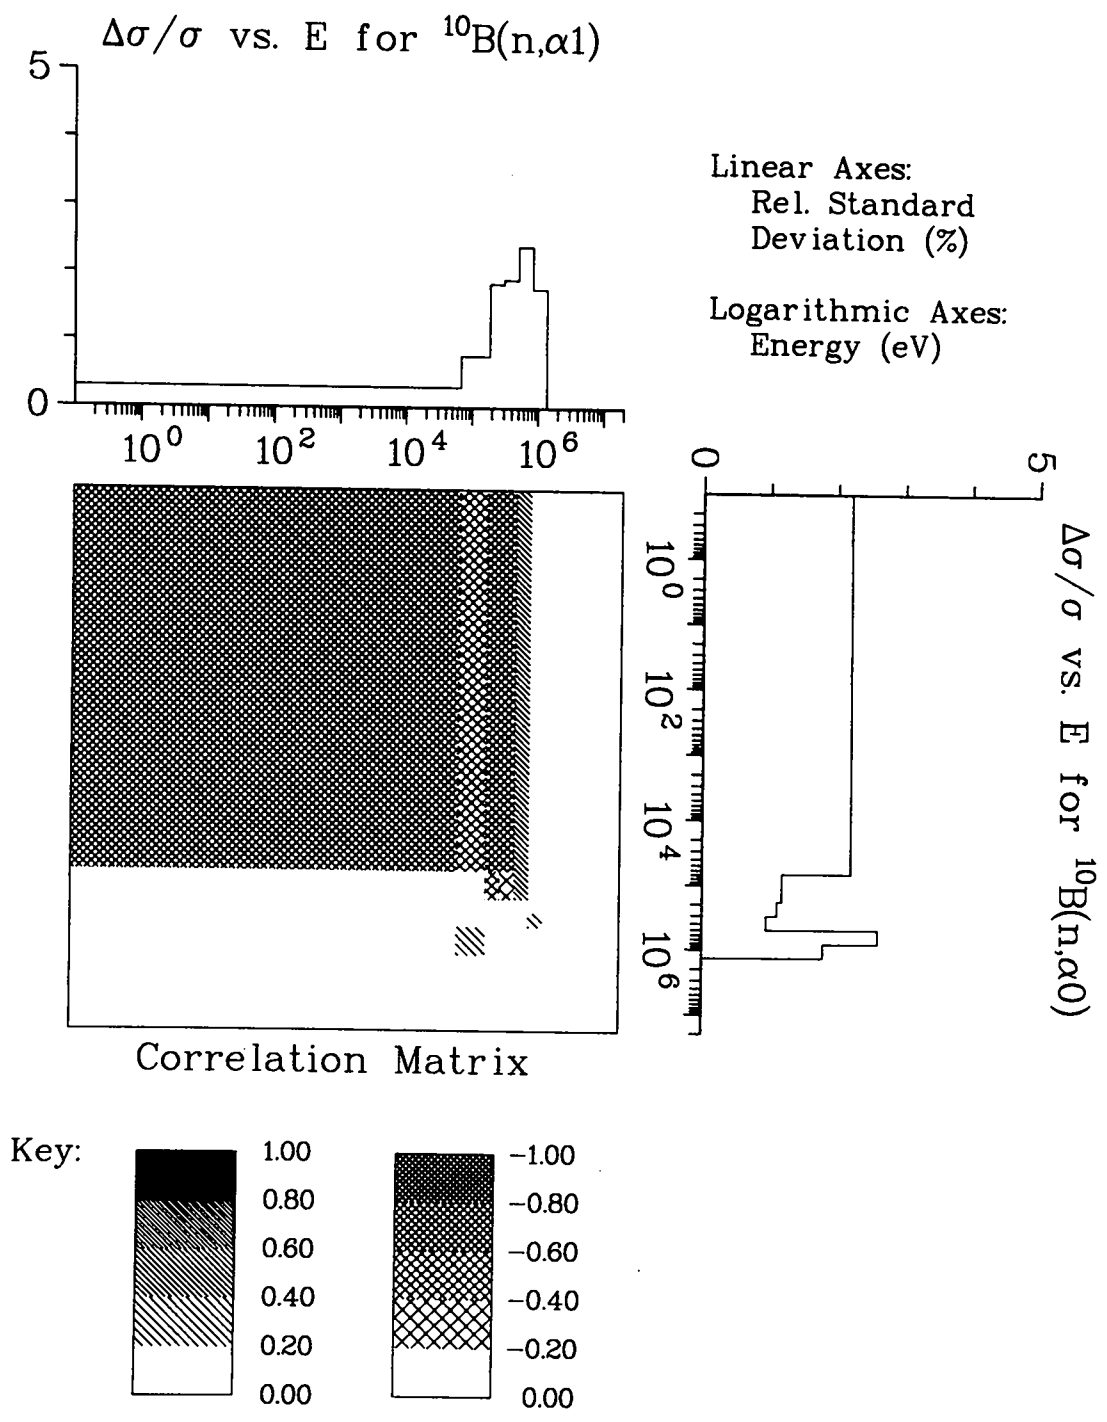 Δσ/σ vs. E for ¹⁰B(n,α1)
5
0
10⁰ 10² 10⁴ 10⁶
Linear Axes:
Rel. Standard
Deviation (%)
Logarithmic Axes:
Energy (eV)
0 5
10⁰
10²
10⁴
10⁶
Δσ/σ vs. E for ¹⁰B(n,α0)
Correlation Matrix
Key:
1.00
0.80
0.60
0.40
0.20
0.00
-1.00
-0.80
-0.60
-0.40
-0.20
0.00